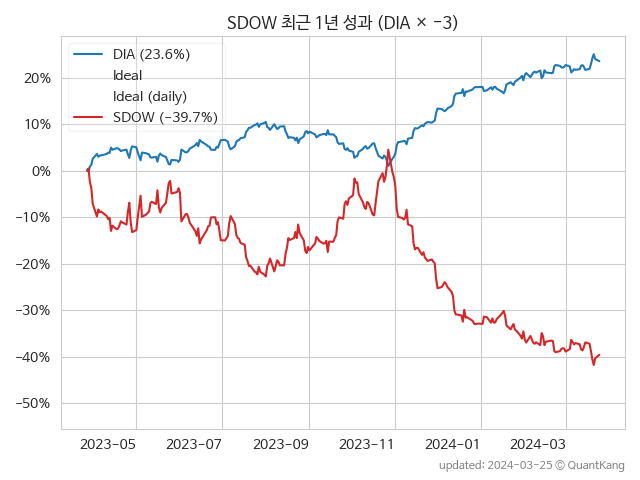 SDOW 최근 1년 성과 (DIA × −3)
DIA (23.6%)
Ideal
Ideal (daily)
SDOW (−39.7%)
20%
10%
0%
−10%
−20%
−30%
−40%
−50%
2023−05
2023−07
2023−09
2023−11
2024−01
2024−03
updated: 2024−03−25 © QuantKang